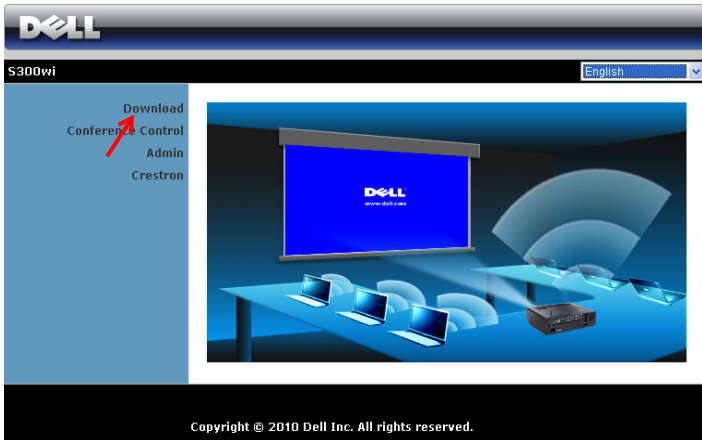 DELL
S300wi
English
Download
Conference Control
Admin
Crestron
DELL
www.dell.com
Copyright © 2010 Dell Inc. All rights reserved.